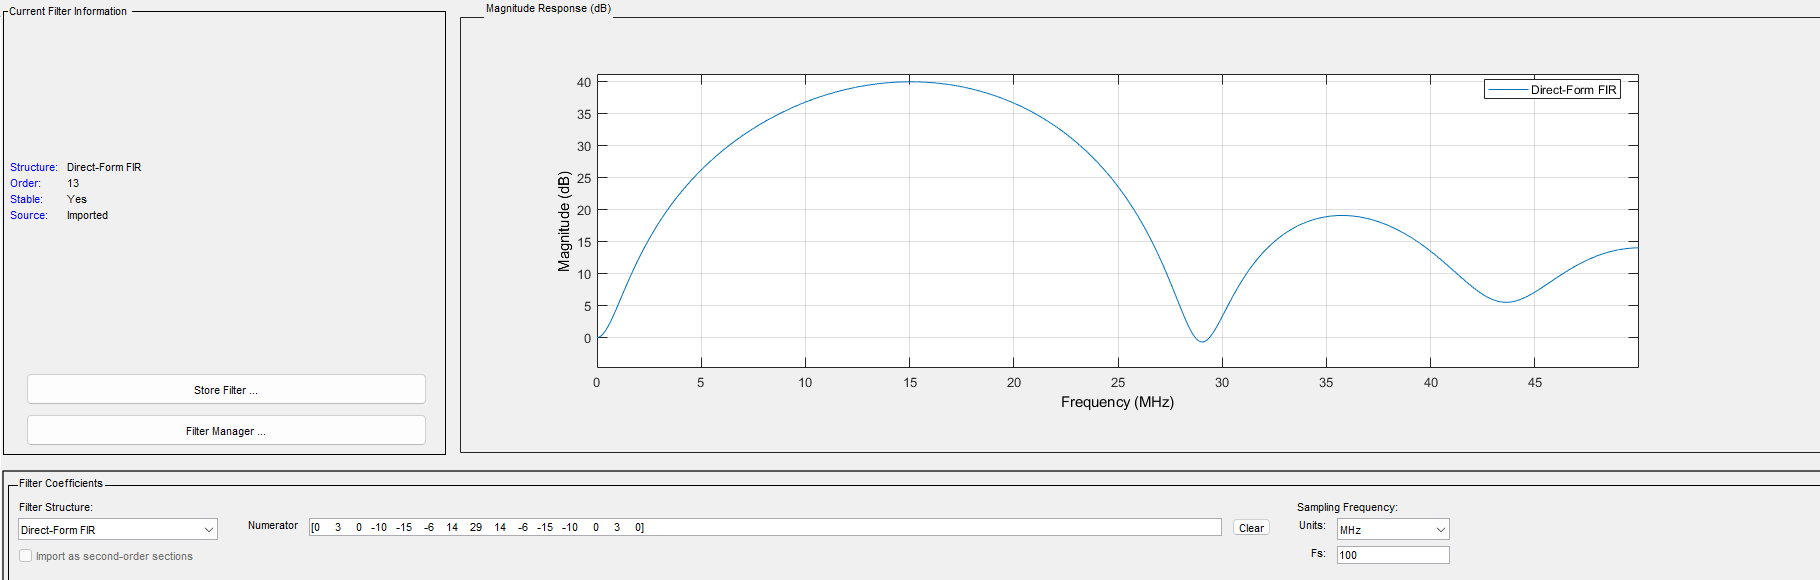 Current Filter Information
Structure: Direct-Form FIR
Order: 13
Stable: Yes
Source: Imported
Store Filter ...
Filter Manager ...
Magnitude Response (dB)
Magnitude (dB)
40
35
30
25
20
15
10
5
0
Direct-Form FIR
0 5 10 15 20 25 30 35 40 45
Frequency (MHz)
Filter Coefficients
Filter Structure:
Direct-Form FIR
Import as second-order sections
Numerator [0 3 0 -10 -15 -6 14 29 14 -6 -15 -10 0 3 0]
Clear
Sampling Frequency:
Units: MHz
Fs: 100